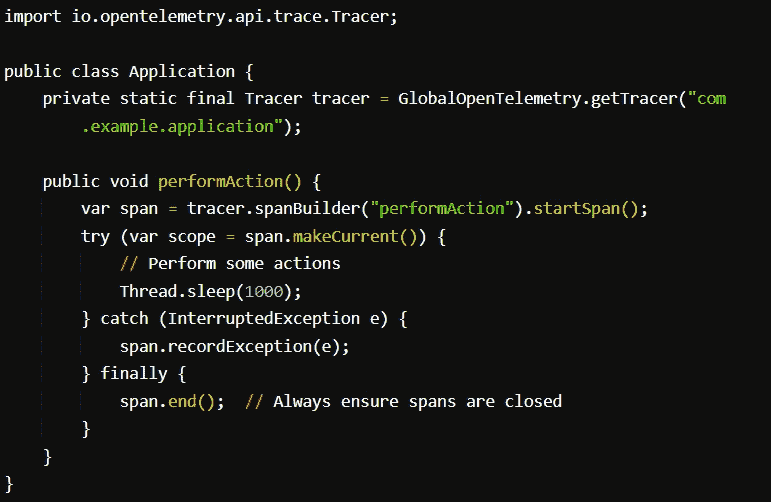 import io.opentelemetry.api.trace.Tracer;
public class Application {
    private static final Tracer tracer = GlobalOpenTelemetry.getTracer("com
        .example.application");
    public void performAction() {
        var span = tracer.spanBuilder("performAction").startSpan();
        try (var scope = span.makeCurrent()) {
            // Perform some actions
            Thread.sleep(1000);
        } catch (InterruptedException e) {
            span.recordException(e);
        } finally {
            span.end();  // Always ensure spans are closed
        }
    }
}